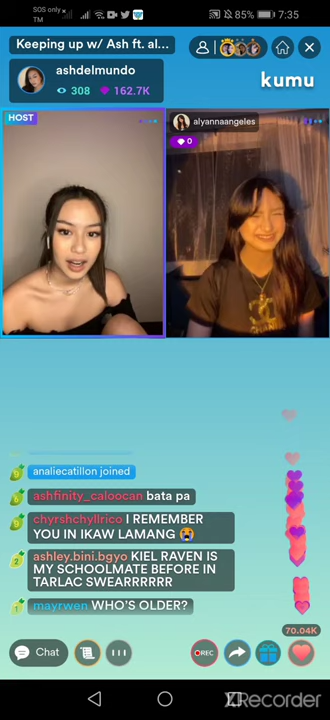 SOS only
TM
85%
7:35
Keeping up w/ Ash ft. al...
ashdelmundo
308
162.7K
kumu
HOST
alyannaangeles
0
analiecatillon joined
ashfinity_caloocan bata pa
chyrshchyllrico I REMEMBER
YOU IN IKAW LAMANG 😭
ashley.bini.bgyo KIEL RAVEN IS
MY SCHOOLMATE BEFORE IN
TARLAC SWEARRRRRR
mayrwen WHO'S OLDER?
70.04K
Chat
REC
XRecorder